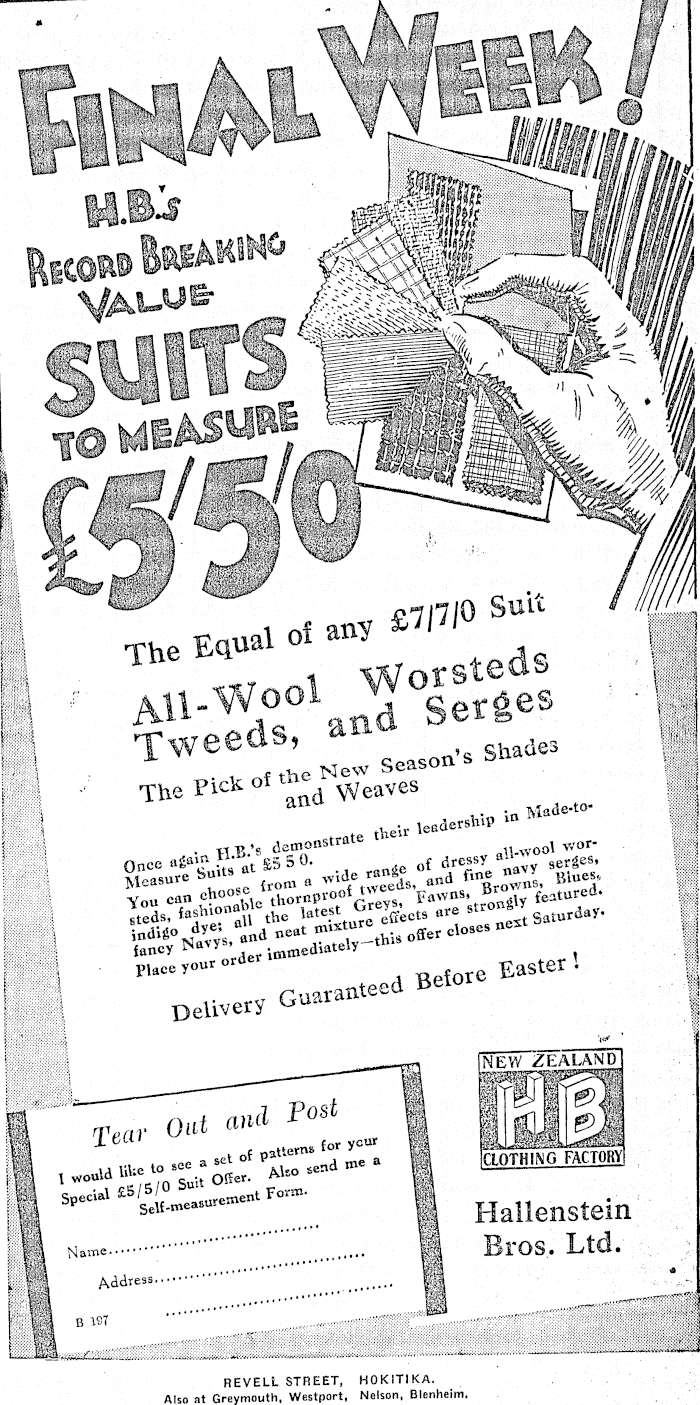 FINAL WEEK!
H.B.'s
RECORD BREAKING
VALUE
SUITS
TO MEASURE
£5/5/0
The Equal of any £7/7/0 Suit
All-Wool Worsteds
Tweeds, and Serges
The Pick of the New Season's Shades
and Weaves
Once again H.B.'s demonstrate their leadership in Made-to-
Measure Suits at £5 5 0.
You can choose from a wide range of dressy all-wool wor-
steds, fashionable thornproof tweeds, and fine navy serges,
indigo dye; all the latest Greys, Fawns, Browns, Blues,
fancy Navys, and neat mixture effects are strongly featured.
Place your order immediately—this offer closes next Saturday.
Delivery Guaranteed Before Easter!
Tear Out and Post
I would like to see a set of patterns for your
Special £5/5/0 Suit Offer. Also send me a
Self-measurement Form.
Name
Address
B 197
NEW ZEALAND
HB
CLOTHING FACTORY
Hallenstein
Bros. Ltd.
REVELL STREET, HOKITIKA.
Also at Greymouth, Westport, Nelson, Blenheim.